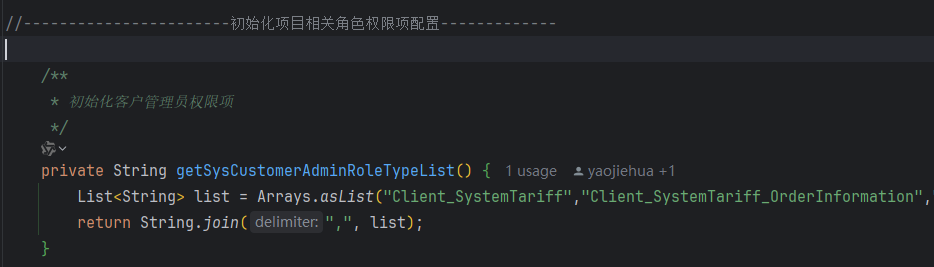 //-----------------------初始化项目相关角色权限项配置-------------
/**
* 初始化客户管理员权限项
*/
private String getSysCustomerAdminRoleTypeList() { 1 usage yaojiehua +1
List<String> list = Arrays.asList("Client_SystemTariff","Client_SystemTariff_OrderInformation",
return String.join( delimiter: ",", list);
}